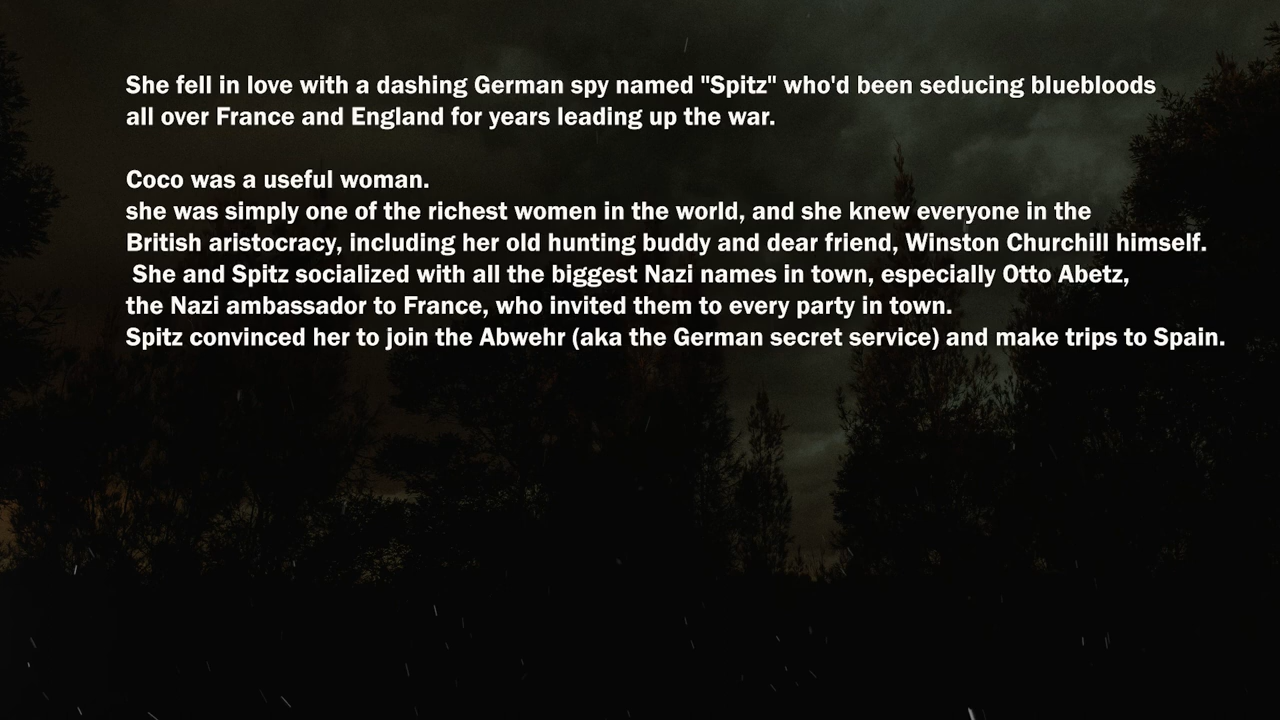 She fell in love with a dashing German spy named "Spitz" who'd been seducing bluebloods
all over France and England for years leading up the war.
Coco was a useful woman.
she was simply one of the richest women in the world, and she knew everyone in the
British aristocracy, including her old hunting buddy and dear friend, Winston Churchill himself.
She and Spitz socialized with all the biggest Nazi names in town, especially Otto Abetz,
the Nazi ambassador to France, who invited them to every party in town.
Spitz convinced her to join the Abwehr (aka the German secret service) and make trips to Spain.